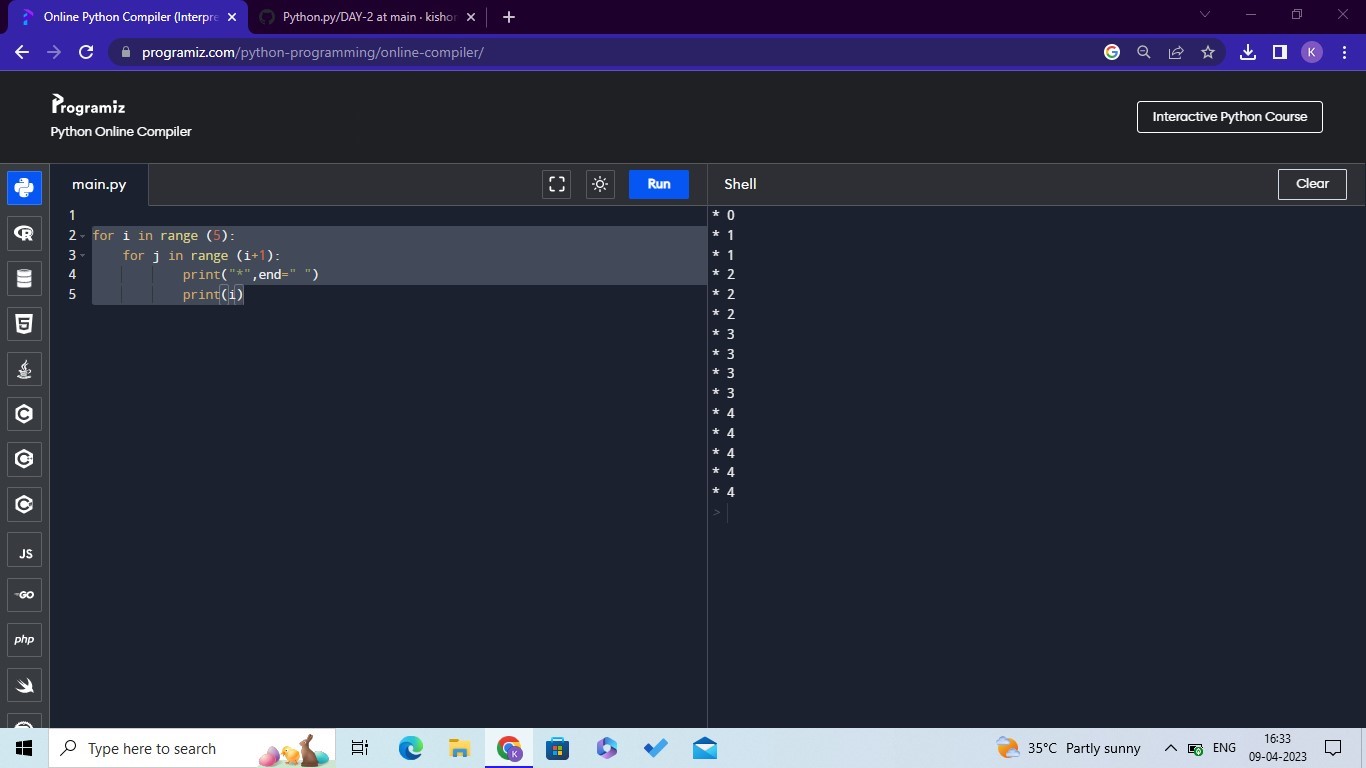 Online Python Compiler (Interpre
Python.py/DAY-2 at main · kishor
programiz.com/python-programming/online-compiler/
K
Programiz
Python Online Compiler
Interactive Python Course
main.py
Run
Shell
Clear
1
2 for i in range (5):
3 for j in range (i+1):
4 print("*",end=" ")
5 print(i)
* 0
* 1
* 1
* 2
* 2
* 2
* 3
* 3
* 3
* 3
* 4
* 4
* 4
* 4
* 4
>
R
5
C
C
C
JS
GO
php
Type here to search
K
35°C Partly sunny
ENG
16:33
09-04-2023